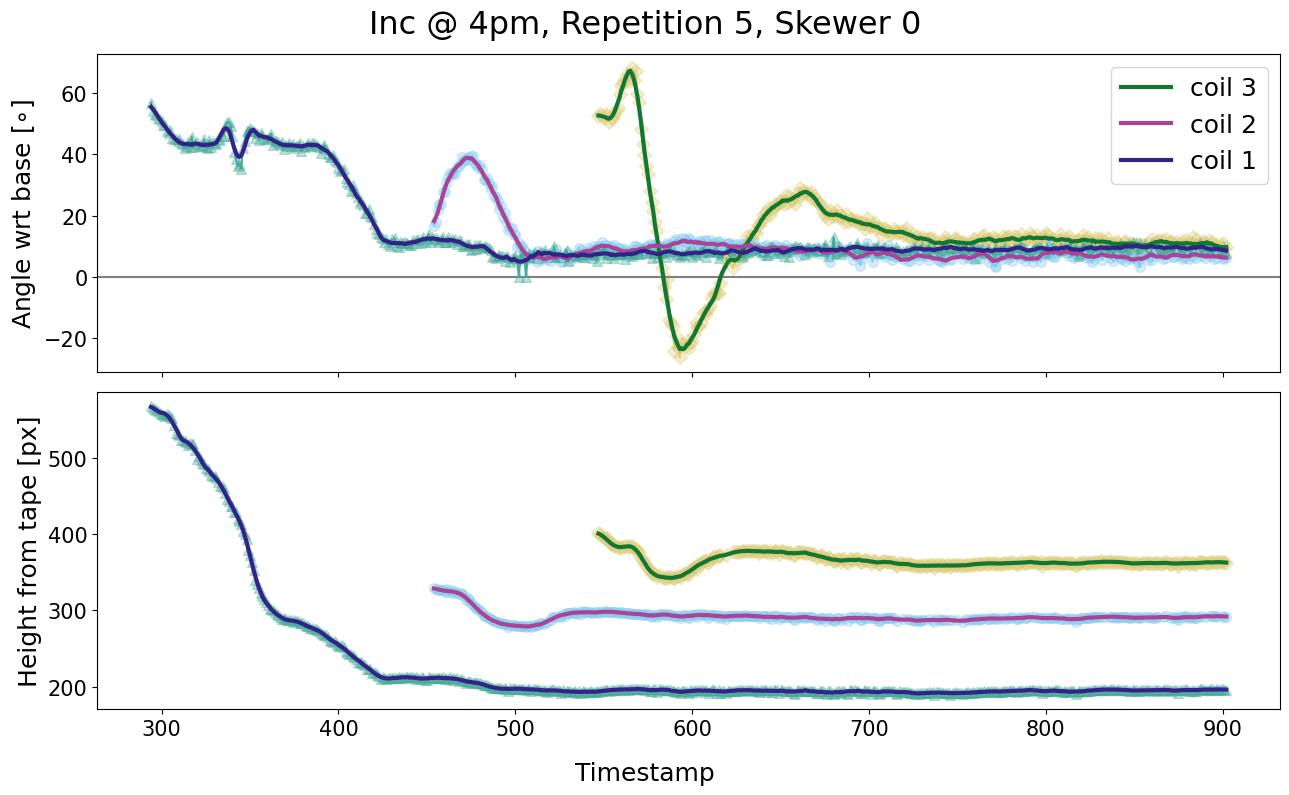 Inc @ 4pm, Repetition 5, Skewer 0
Angle wrt base [∘]
60
40
20
0
−20
coil 3
coil 2
coil 1
Height from tape [px]
500
400
300
200
300
400
500
600
700
800
900
Timestamp